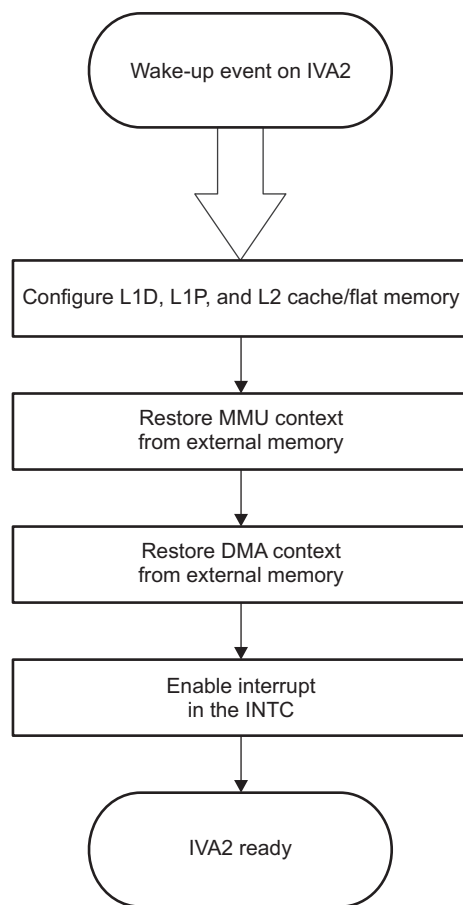 Wake-up event on IVA2
Configure L1D, L1P, and L2 cache/flat memory
Restore MMU context
from external memory
Restore DMA context
from external memory
Enable interrupt
in the INTC
IVA2 ready